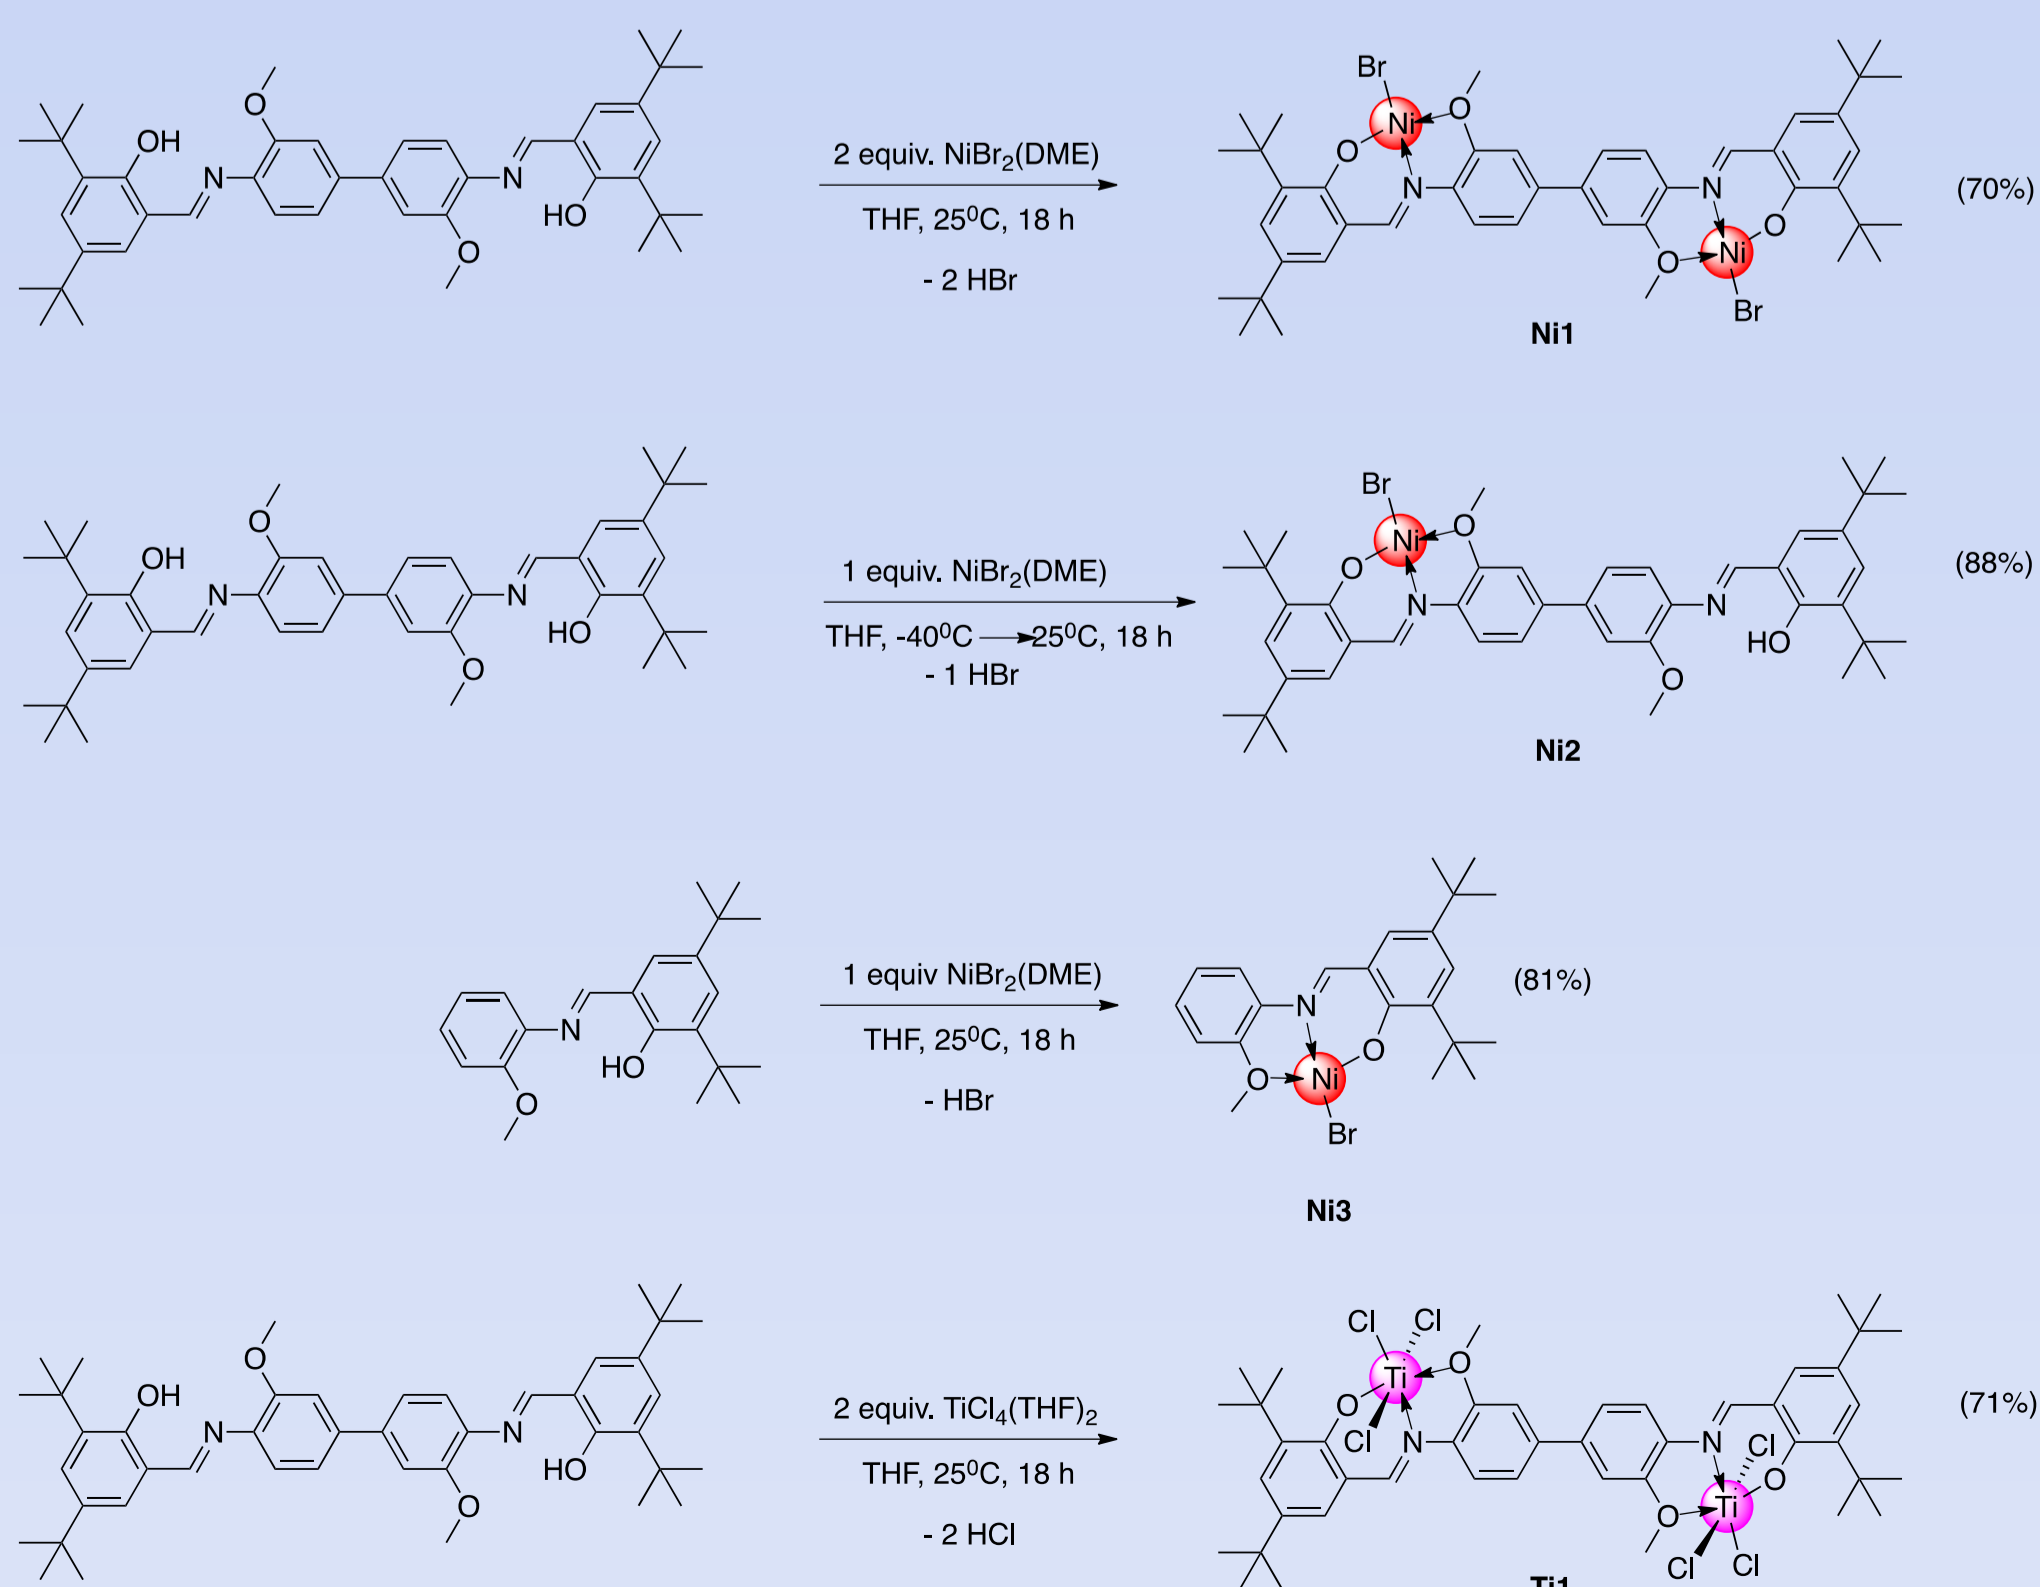 O
OH
N
N
HO
O
2 equiv. NiBr2(DME)
THF, 25⁰C, 18 h
- 2 HBr
Br
Ni
O
O
N
N
O
Ni
O
Br
(70%)
Ni1
O
OH
N
N
HO
O
1 equiv. NiBr2(DME)
THF, -40⁰C 25⁰C, 18 h
- 1 HBr
Br
Ni
O
O
N
N
HO
O
(88%)
Ni2
N
HO
O
1 equiv NiBr2(DME)
THF, 25⁰C, 18 h
- HBr
N
O
O
Ni
Br
(81%)
Ni3
O
OH
N
N
HO
O
2 equiv. TiCl4(THF)2
THF, 25⁰C, 18 h
- 2 HCl
Cl
Cl
Ti
O
O
Cl
N
N
Cl
O
O
Ti
Cl
Cl
(71%)
Ti1